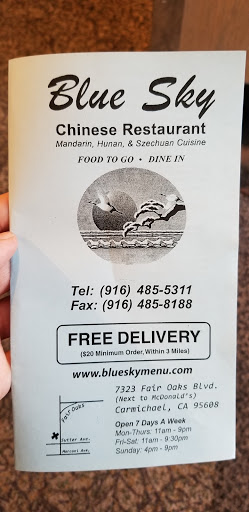 Blue Sky
Chinese Restaurant
Mandarin, Hunan, & Szechuan Cuisine
FOOD TO GO • DINE IN
Tel: (916) 485-5311
Fax: (916) 485-8188
FREE DELIVERY
($20 Minimum Order, Within 3 Miles)
www.blueskymenu.com
7323 Fair Oaks Blvd.
(Next to McDonald's)
Carmichael, CA 95608
Open 7 Days A Week
Mon-Thurs: 11am - 9pm
Fri-Sat: 11am - 9:30pm
Sunday: 4pm - 9pm
Fair Oaks
Sutter Ave.
Marconi Ave.